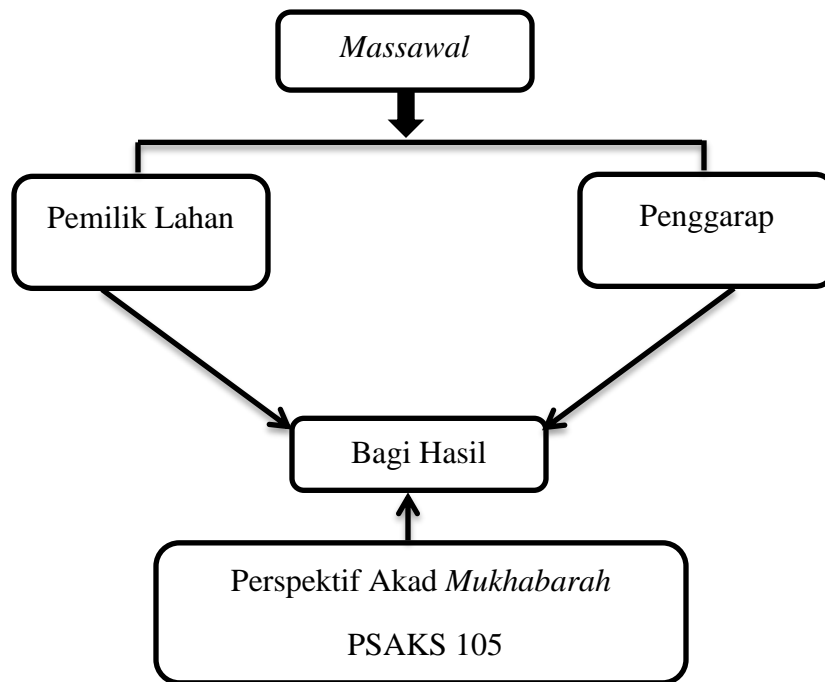 Massawal
Pemilik Lahan
Penggarap
Bagi Hasil
Perspektif Akad Mukhabarah
PSAKS 105